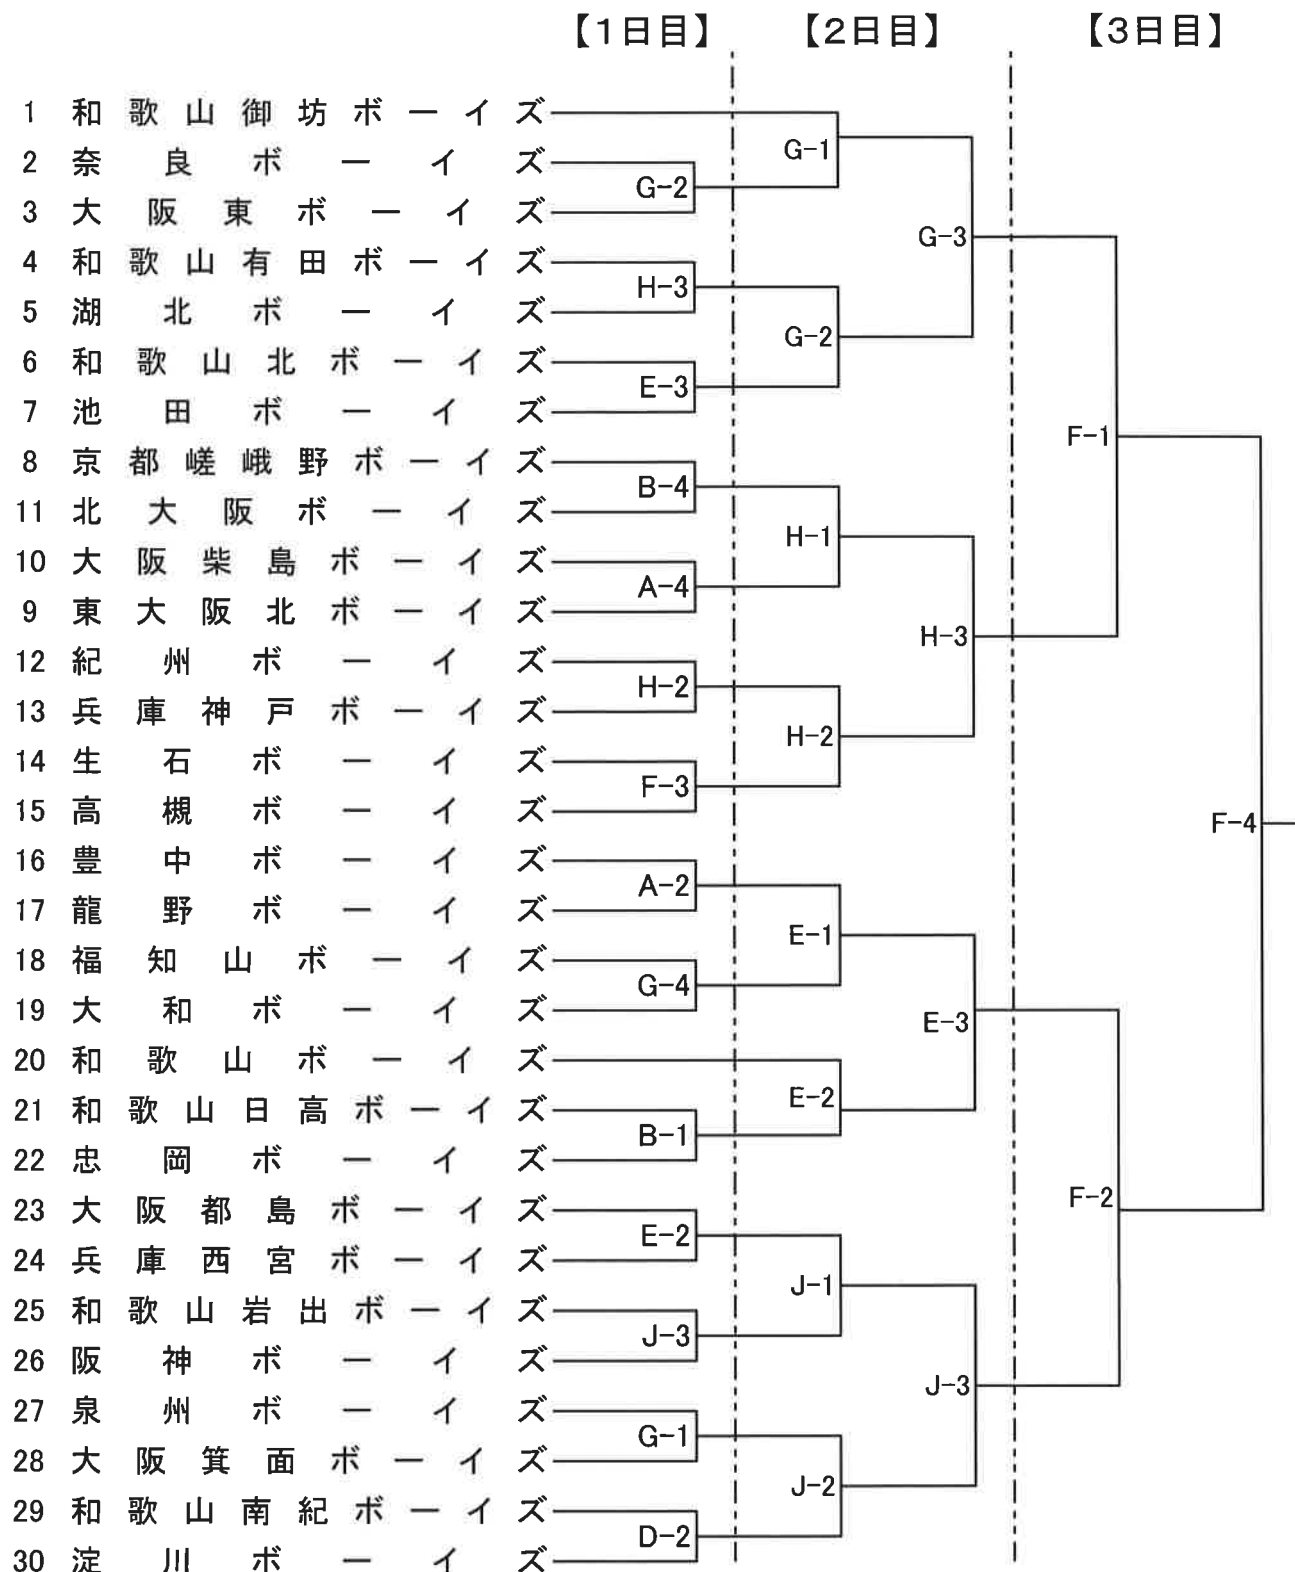 【1日目】 【2日目】 【3日目】
1 和歌山御坊ボーイズ
G-1
2 奈良ボーイズ
G-2
3 大阪東ボーイズ
G-3
4 和歌山有田ボーイズ
H-3
5 湖北ボーイズ
G-2
6 和歌山北ボーイズ
E-3
7 池田ボーイズ
F-1
8 京都嵯峨野ボーイズ
B-4
11 北大阪ボーイズ
H-1
10 大阪柴島ボーイズ
A-4
9 東大阪北ボーイズ
H-3
12 紀州ボーイズ
H-2
13 兵庫神戸ボーイズ
H-2
14 生石ボーイズ
F-3
15 高槻ボーイズ
F-4
16 豊中ボーイズ
A-2
17 龍野ボーイズ
E-1
18 福知山ボーイズ
G-4
19 大和ボーイズ
E-3
20 和歌山ボーイズ
E-2
21 和歌山日高ボーイズ
B-1
22 忠岡ボーイズ
F-2
23 大阪都島ボーイズ
E-2
24 兵庫西宮ボーイズ
J-1
25 和歌山岩出ボーイズ
J-3
26 阪神ボーイズ
J-3
27 泉州ボーイズ
G-1
28 大阪箕面ボーイズ
J-2
29 和歌山南紀ボーイズ
D-2
30 淀川ボーイズ